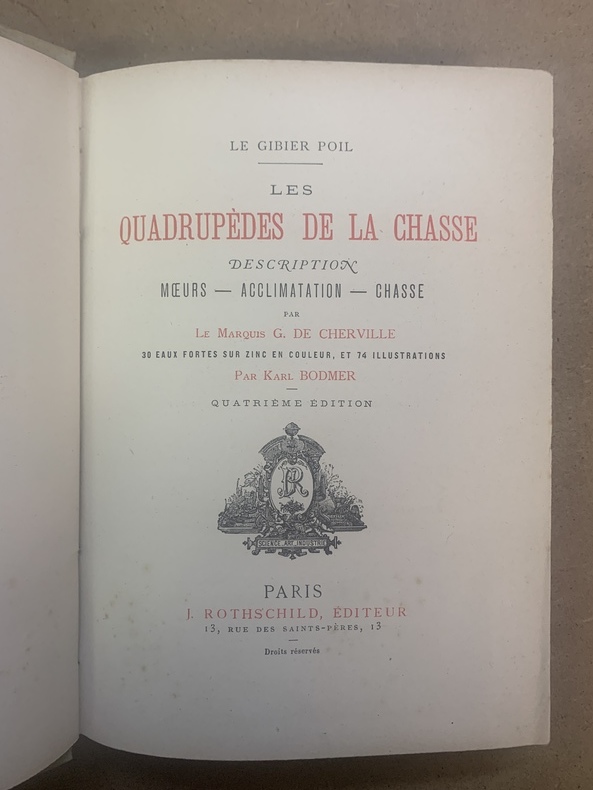 LE GIBIER POIL
LES
QUADRUPÈDES DE LA CHASSE
DESCRIPTION
MŒURS — ACCLIMATATION — CHASSE
PAR
LE MARQUIS G. DE CHERVILLE
30 EAUX FORTES SUR ZINC EN COULEUR, ET 74 ILLUSTRATIONS
PAR KARL BODMER
QUATRIÉME ÉDITION
JR
SCIENCE ART INDUSTRIE
PARIS
J. ROTHSCHILD, ÉDITEUR
13, RUE DES SAINTS-PÈRES, 13
Droits réservés